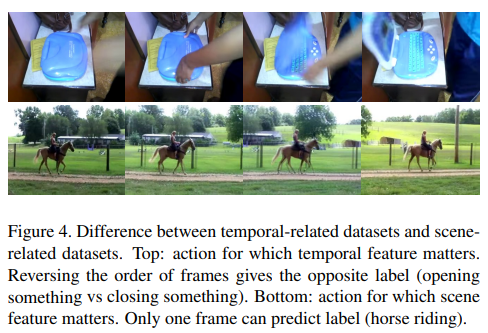 Figure 4. Difference between temporal-related datasets and scene-
related datasets. Top: action for which temporal feature matters.
Reversing the order of frames gives the opposite label (opening
something vs closing something). Bottom: action for which scene
feature matters. Only one frame can predict label (horse riding).